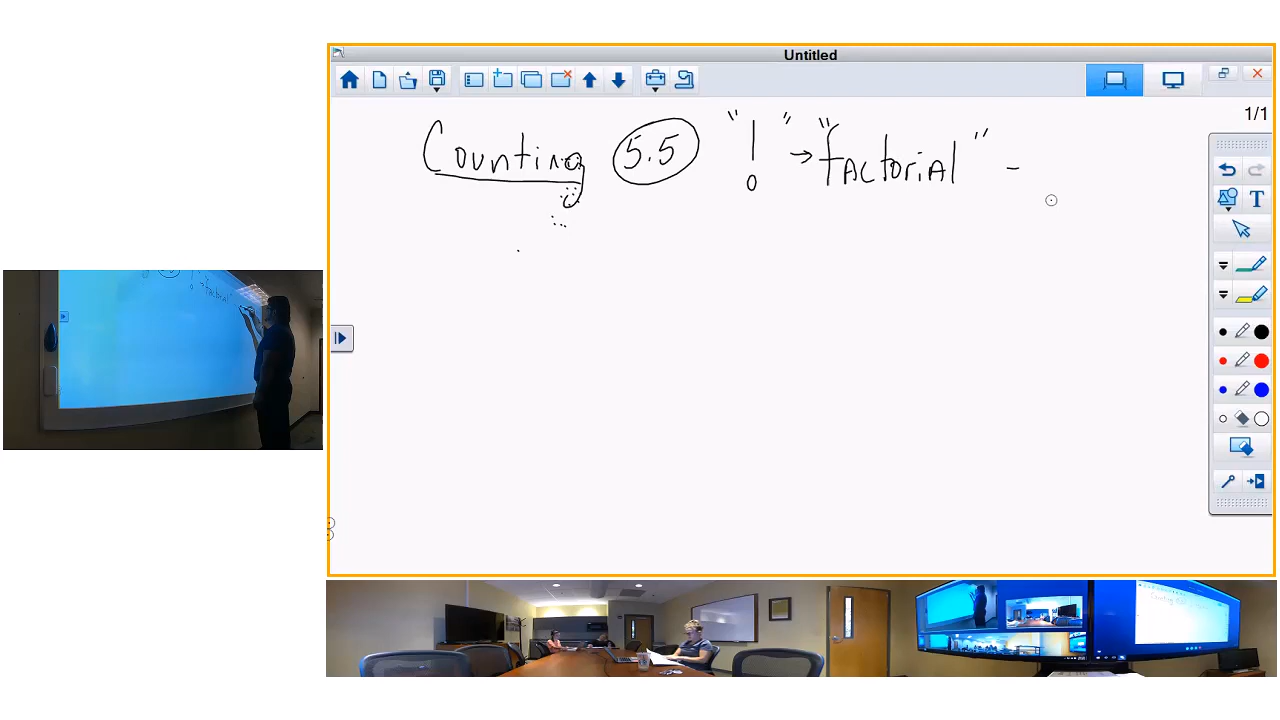 Untitled
1/1
Counting 5.5 "!" → "factorial" -
T